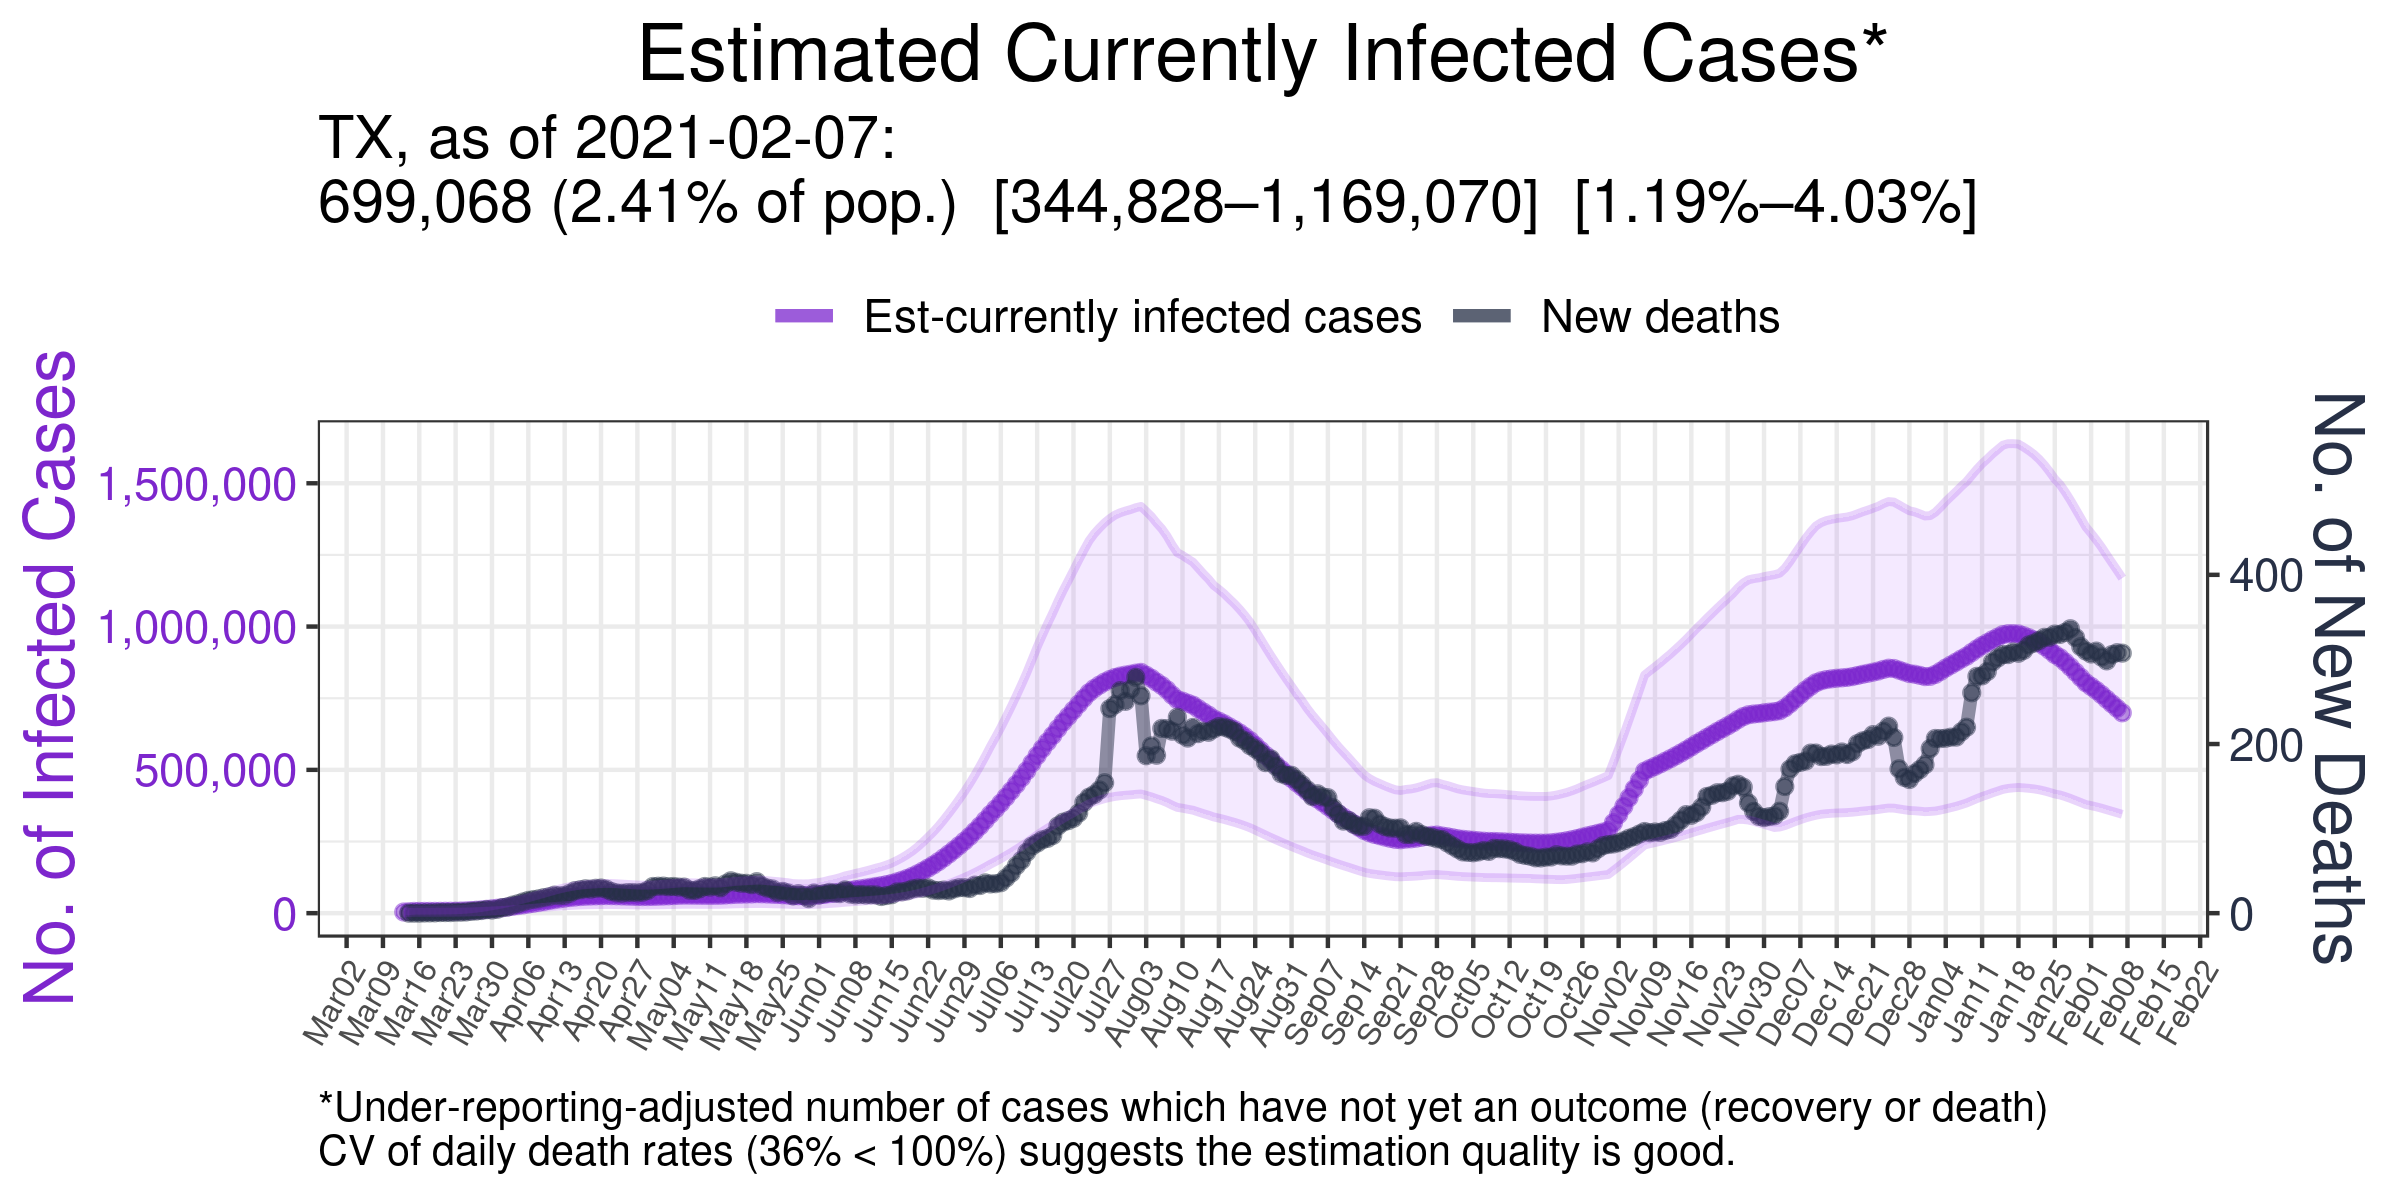 Estimated Currently Infected Cases*
TX, as of 2021-02-07:
699,068 (2.41% of pop.) [344,828–1,169,070] [1.19%–4.03%]
Est-currently infected cases New deaths
No. of Infected Cases
1,500,000
1,000,000
500,000
0
400
200
0
No. of New Deaths
Mar02 Mar09 Mar16 Mar23 Mar30 Apr06 Apr13 Apr20 Apr27 May04 May11 May18 May25 Jun01 Jun08 Jun15 Jun22 Jun29 Jul06 Jul13 Jul20 Jul27 Aug03 Aug10 Aug17 Aug24 Aug31 Sep07 Sep14 Sep21 Sep28 Oct05 Oct12 Oct19 Oct26 Nov02 Nov09 Nov16 Nov23 Nov30 Dec07 Dec14 Dec21 Dec28 Jan04 Jan11 Jan18 Jan25 Feb01 Feb08 Feb15 Feb22
*Under-reporting-adjusted number of cases which have not yet an outcome (recovery or death)
CV of daily death rates (36% < 100%) suggests the estimation quality is good.